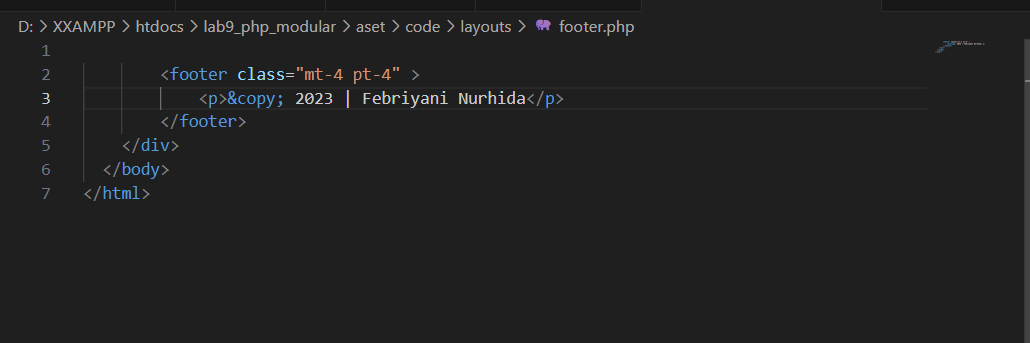 D: > XXAMPP > htdocs > lab9_php_modular > aset > code > layouts > footer.php
1
2 <footer class="mt-4 pt-4" >
3 <p>&copy; 2023 | Febriyani Nurhida</p>
4 </footer>
5 </div>
6 </body>
7 </html>